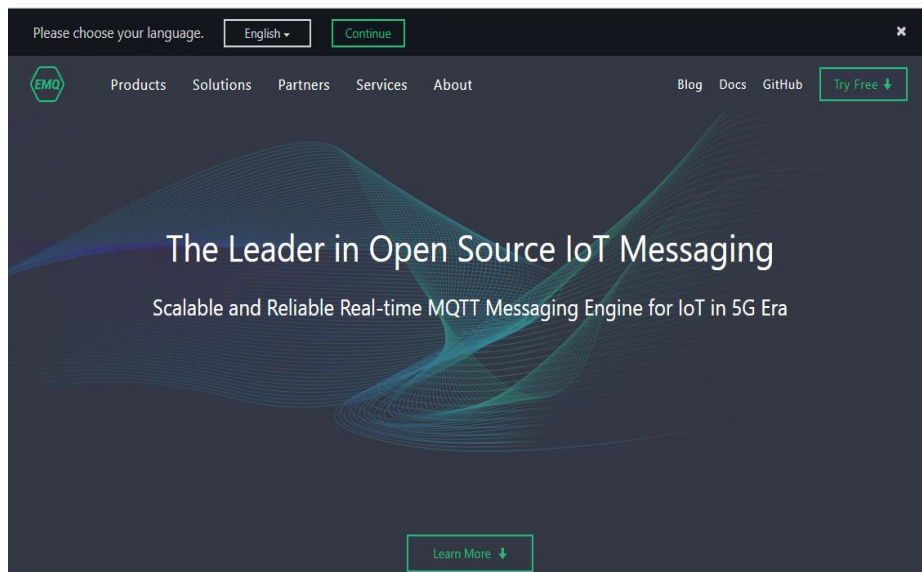 Please choose your language. English Continue
EMQ Products Solutions Partners Services About Blog Docs GitHub Try Free
The Leader in Open Source IoT Messaging
Scalable and Reliable Real-time MQTT Messaging Engine for IoT in 5G Era
Learn More